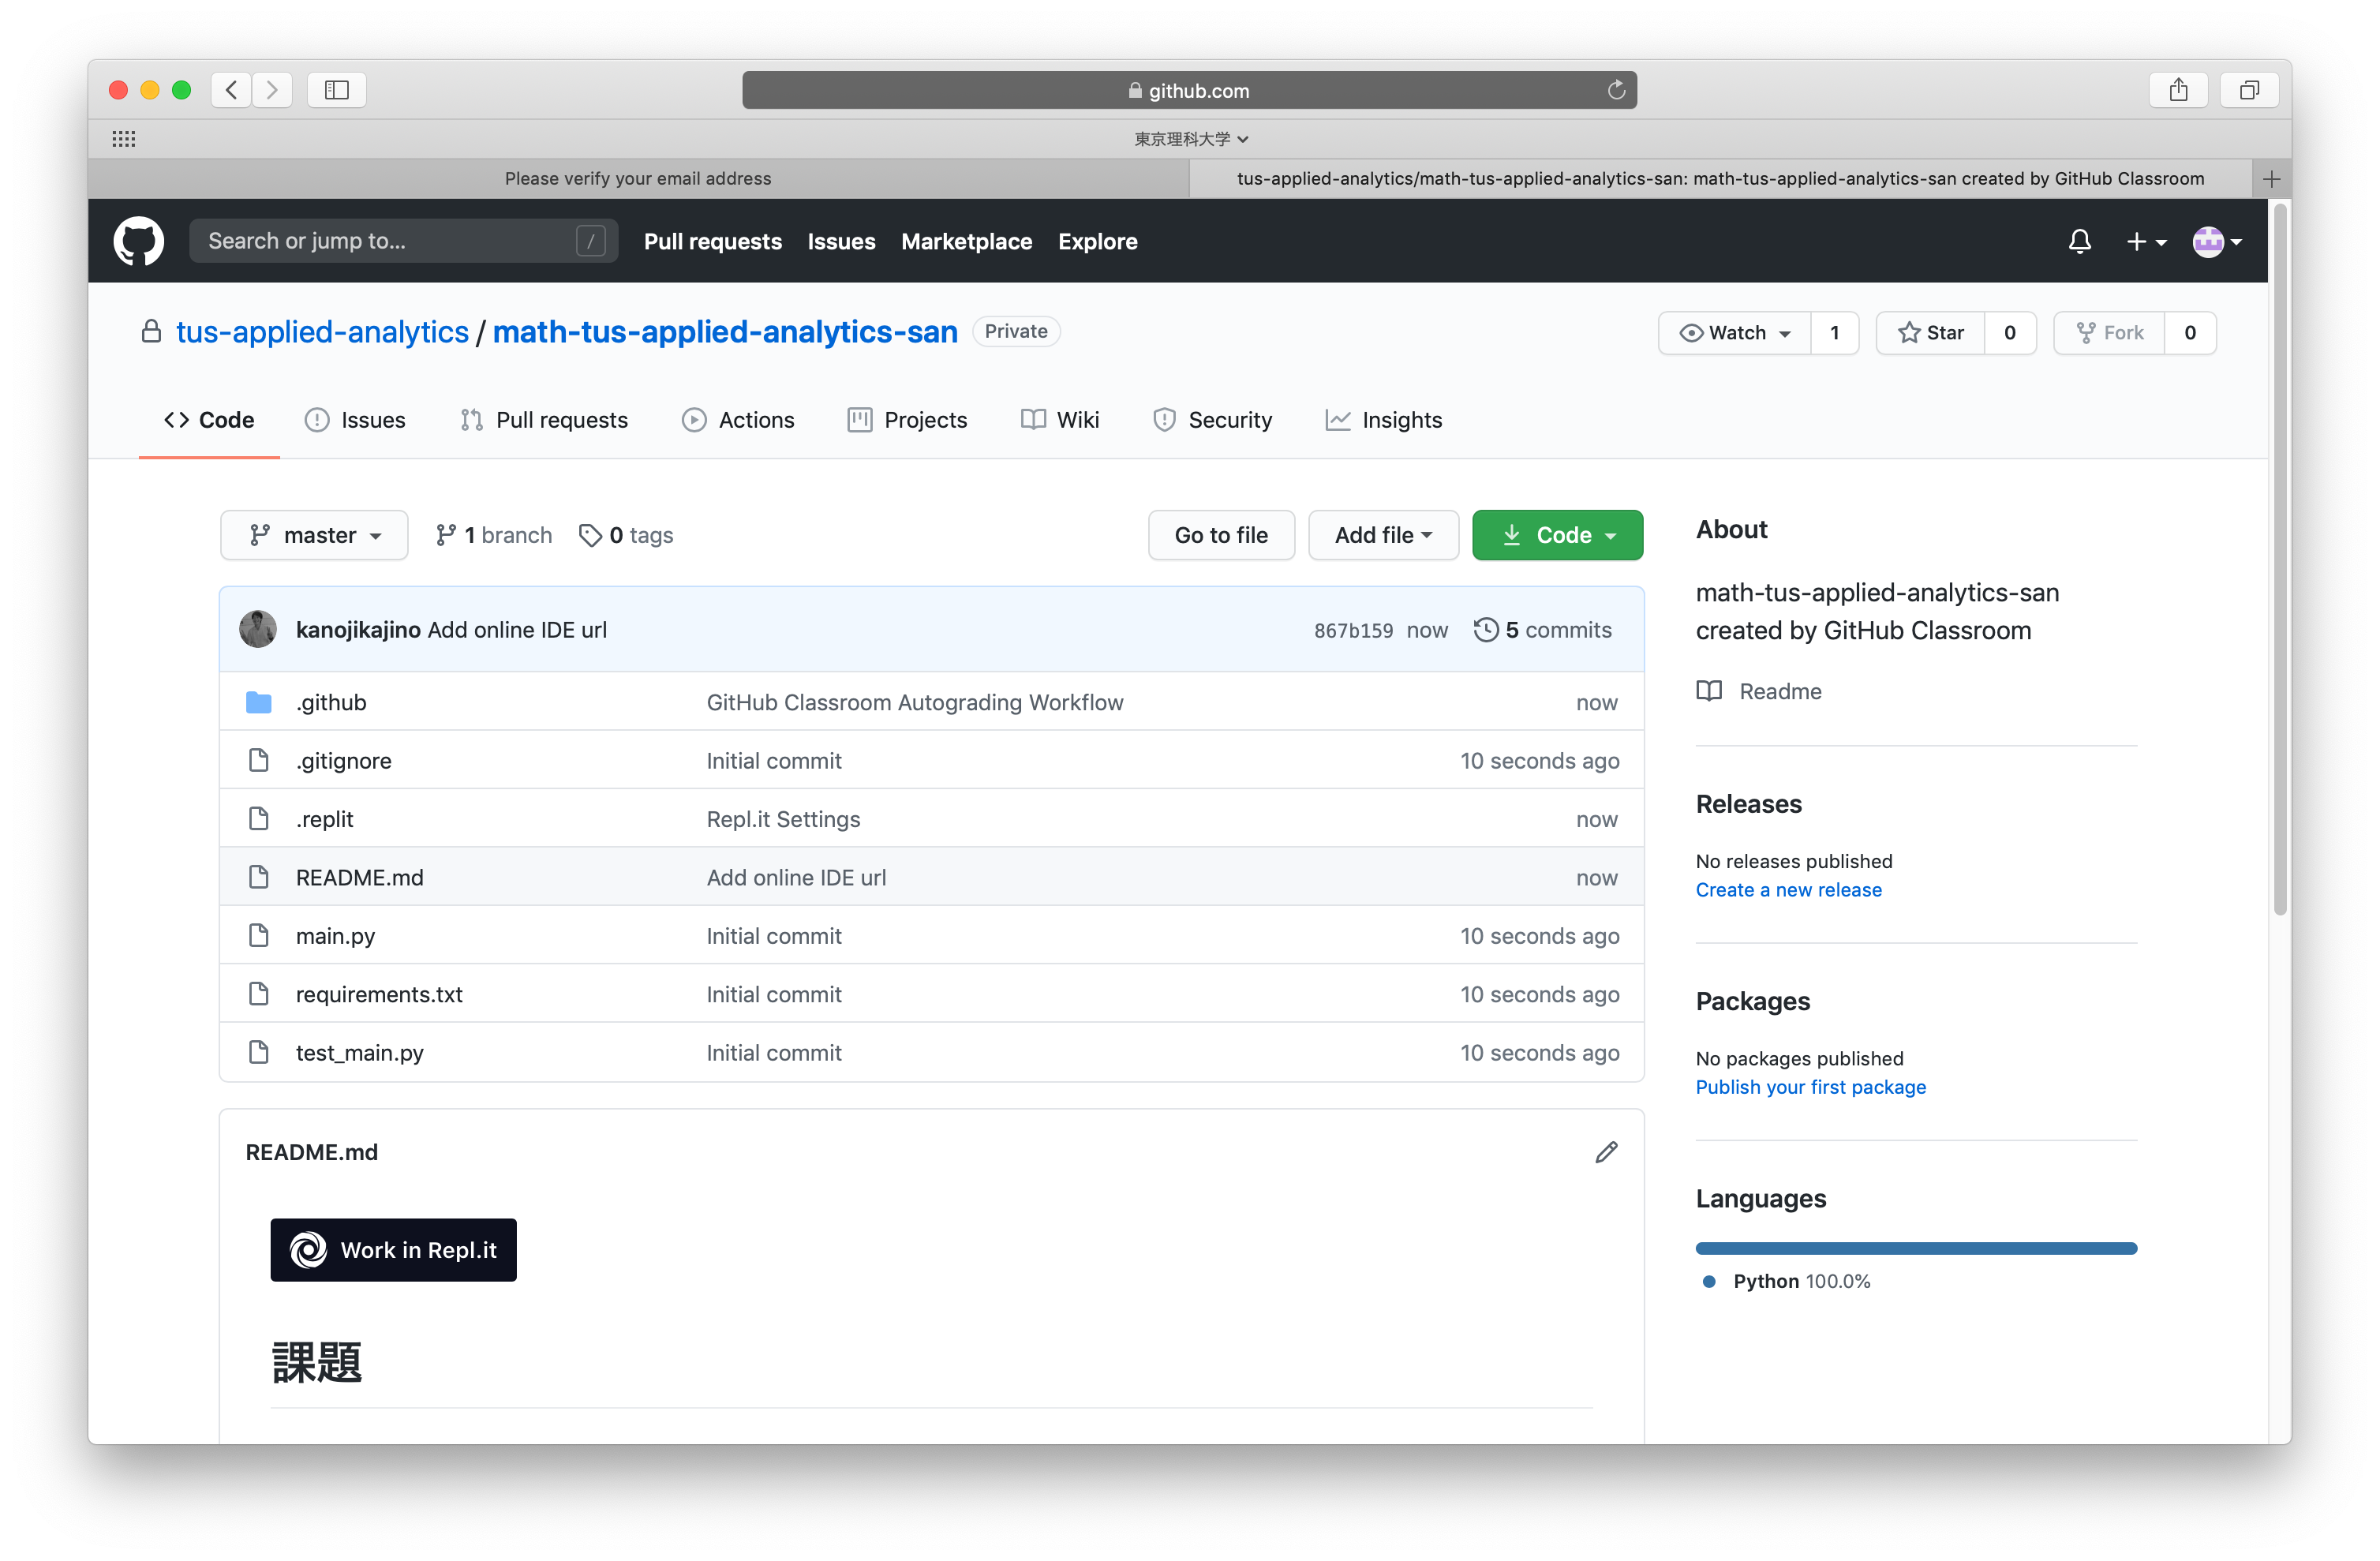 github.com
東京理科大学
Please verify your email address
tus-applied-analytics/math-tus-applied-analytics-san: math-tus-applied-analytics-san created by GitHub Classroom
Search or jump to... /
Pull requests Issues Marketplace Explore
tus-applied-analytics / math-tus-applied-analytics-san Private
Watch 1 Star 0 Fork 0
Code Issues Pull requests Actions Projects Wiki Security Insights
master 1 branch 0 tags
Go to file Add file Code
kanojikajino Add online IDE url 867b159 now 5 commits
.github GitHub Classroom Autograding Workflow now
.gitignore Initial commit 10 seconds ago
.replit Repl.it Settings now
README.md Add online IDE url now
main.py Initial commit 10 seconds ago
requirements.txt Initial commit 10 seconds ago
test_main.py Initial commit 10 seconds ago
README.md
Work in Repl.it
課題
About
math-tus-applied-analytics-san
created by GitHub Classroom
Readme
Releases
No releases published
Create a new release
Packages
No packages published
Publish your first package
Languages
Python 100.0%